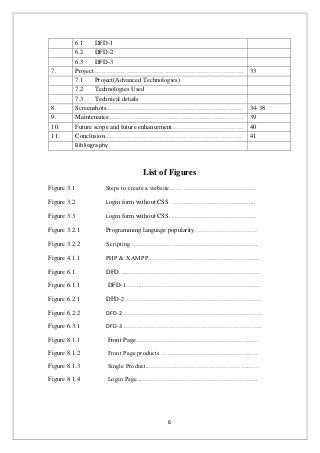 6.1 DFD-1
6.2 DFD-2
6.3 DFD-3
7. Project........................................................................ 33
7.1 Project(Advanced Technologies)
7.2 Technologies Used
7.3 Technical details
8. Screenshots.................................................................. 34-38
9. Maintenance................................................................. 39
10. Future scope and future enhancement................................... 40
11. Conclusion................................................................... 41
Bibliography
List of Figures
Figure 3.1 Steps to create a website............................................
Figure 3.2 Login form without CSS ..........................................
Figure 3.3 Login form without CSS............................................
Figure 3.2.1 Programming language popularity. ..............................
Figure 3.2.2 Scripting...............................................................
Figure 4.1.1 PHP & XAMPP......................................................
Figure 6.1 DFD.....................................................................
Figure 6.1.1 DFD-1...................................................................
Figure 6.2.1 DFD-2...................................................................
Figure 6.2.2 DFD-2...................................................................
Figure 6.3.1 DFD-3...................................................................
Figure 8.1.1 Front Page.............................................................
Figure 8.1.2 Front Page products ................................................
Figure 8.1.3 Single Product........................................................
Figure 8.1.4 Login Page............................................................
6